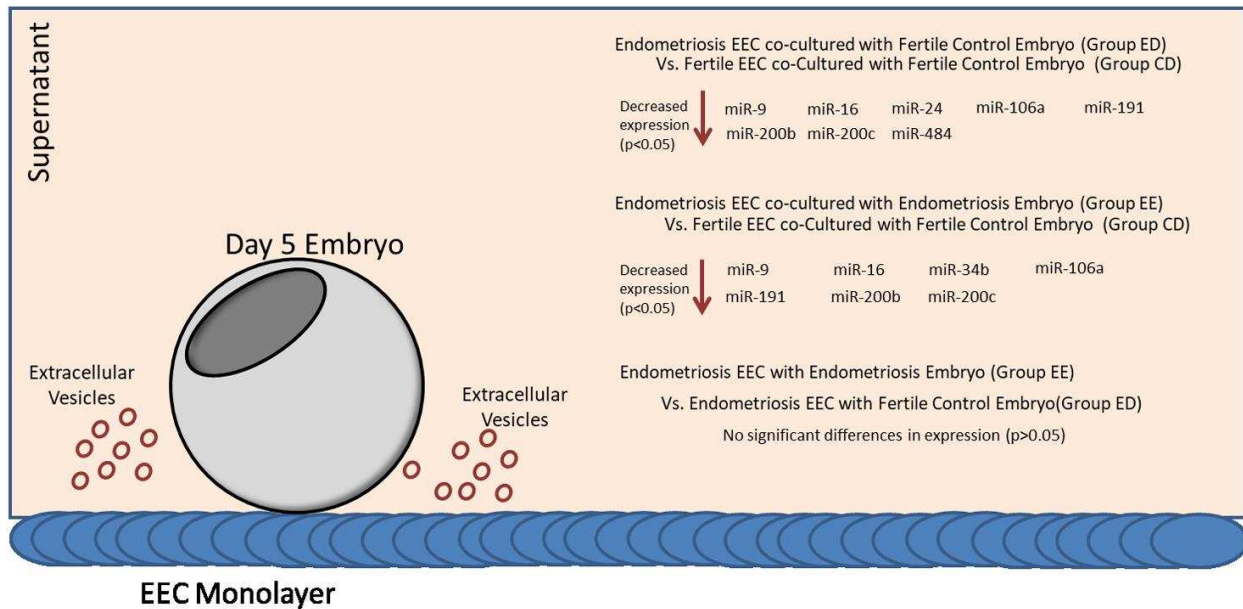 Supernatant
Day 5 Embryo
Extracellular
Vesicles
Extracellular
Vesicles
EEC Monolayer
Endometriosis EEC co-cultured with Fertile Control Embryo (Group ED)
Vs. Fertile EEC co-Cultured with Fertile Control Embryo (Group CD)
Decreased
expression
(p<0.05)
miR-9 miR-16 miR-24 miR-106a miR-191
miR-200b miR-200c miR-484
Endometriosis EEC co-cultured with Endometriosis Embryo (Group EE)
Vs. Fertile EEC co-Cultured with Fertile Control Embryo (Group CD)
Decreased
expression
(p<0.05)
miR-9 miR-16 miR-34b miR-106a
miR-191 miR-200b miR-200c
Endometriosis EEC with Endometriosis Embryo (Group EE)
Vs. Endometriosis EEC with Fertile Control Embryo(Group ED)
No significant differences in expression (p>0.05)